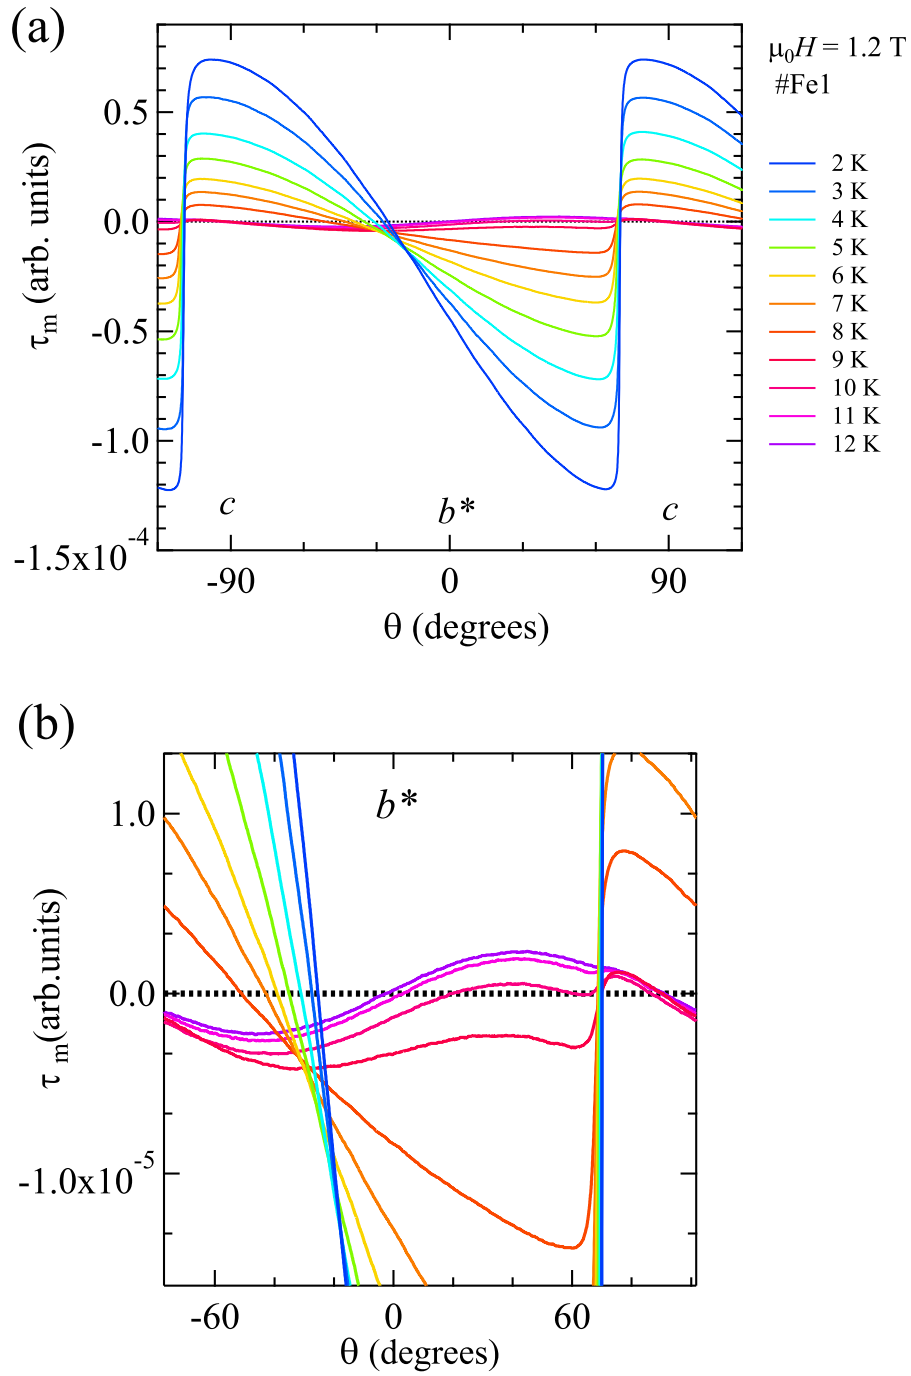 (a)
μ0H = 1.2 T
#Fe1
2 K
3 K
4 K
5 K
6 K
7 K
8 K
9 K
10 K
11 K
12 K
0.5
0.0
-0.5
-1.0
-1.5x10-4
τm (arb. units)
c
b*
c
-90
0
90
θ (degrees)
(b)
b*
1.0
0.0
-1.0x10-5
τ m(arb.units)
-60
0
60
θ (degrees)